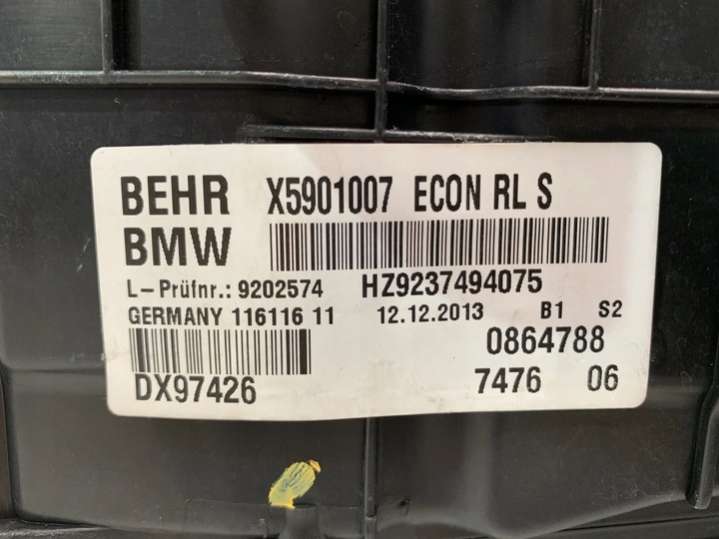 BEHR X5901007 ECON RL S
BMW
L-Prüfnr.: 9202574 HZ9237494075
GERMANY 116116 11 12.12.2013 B1 S2
0864788
DX97426 7476 06